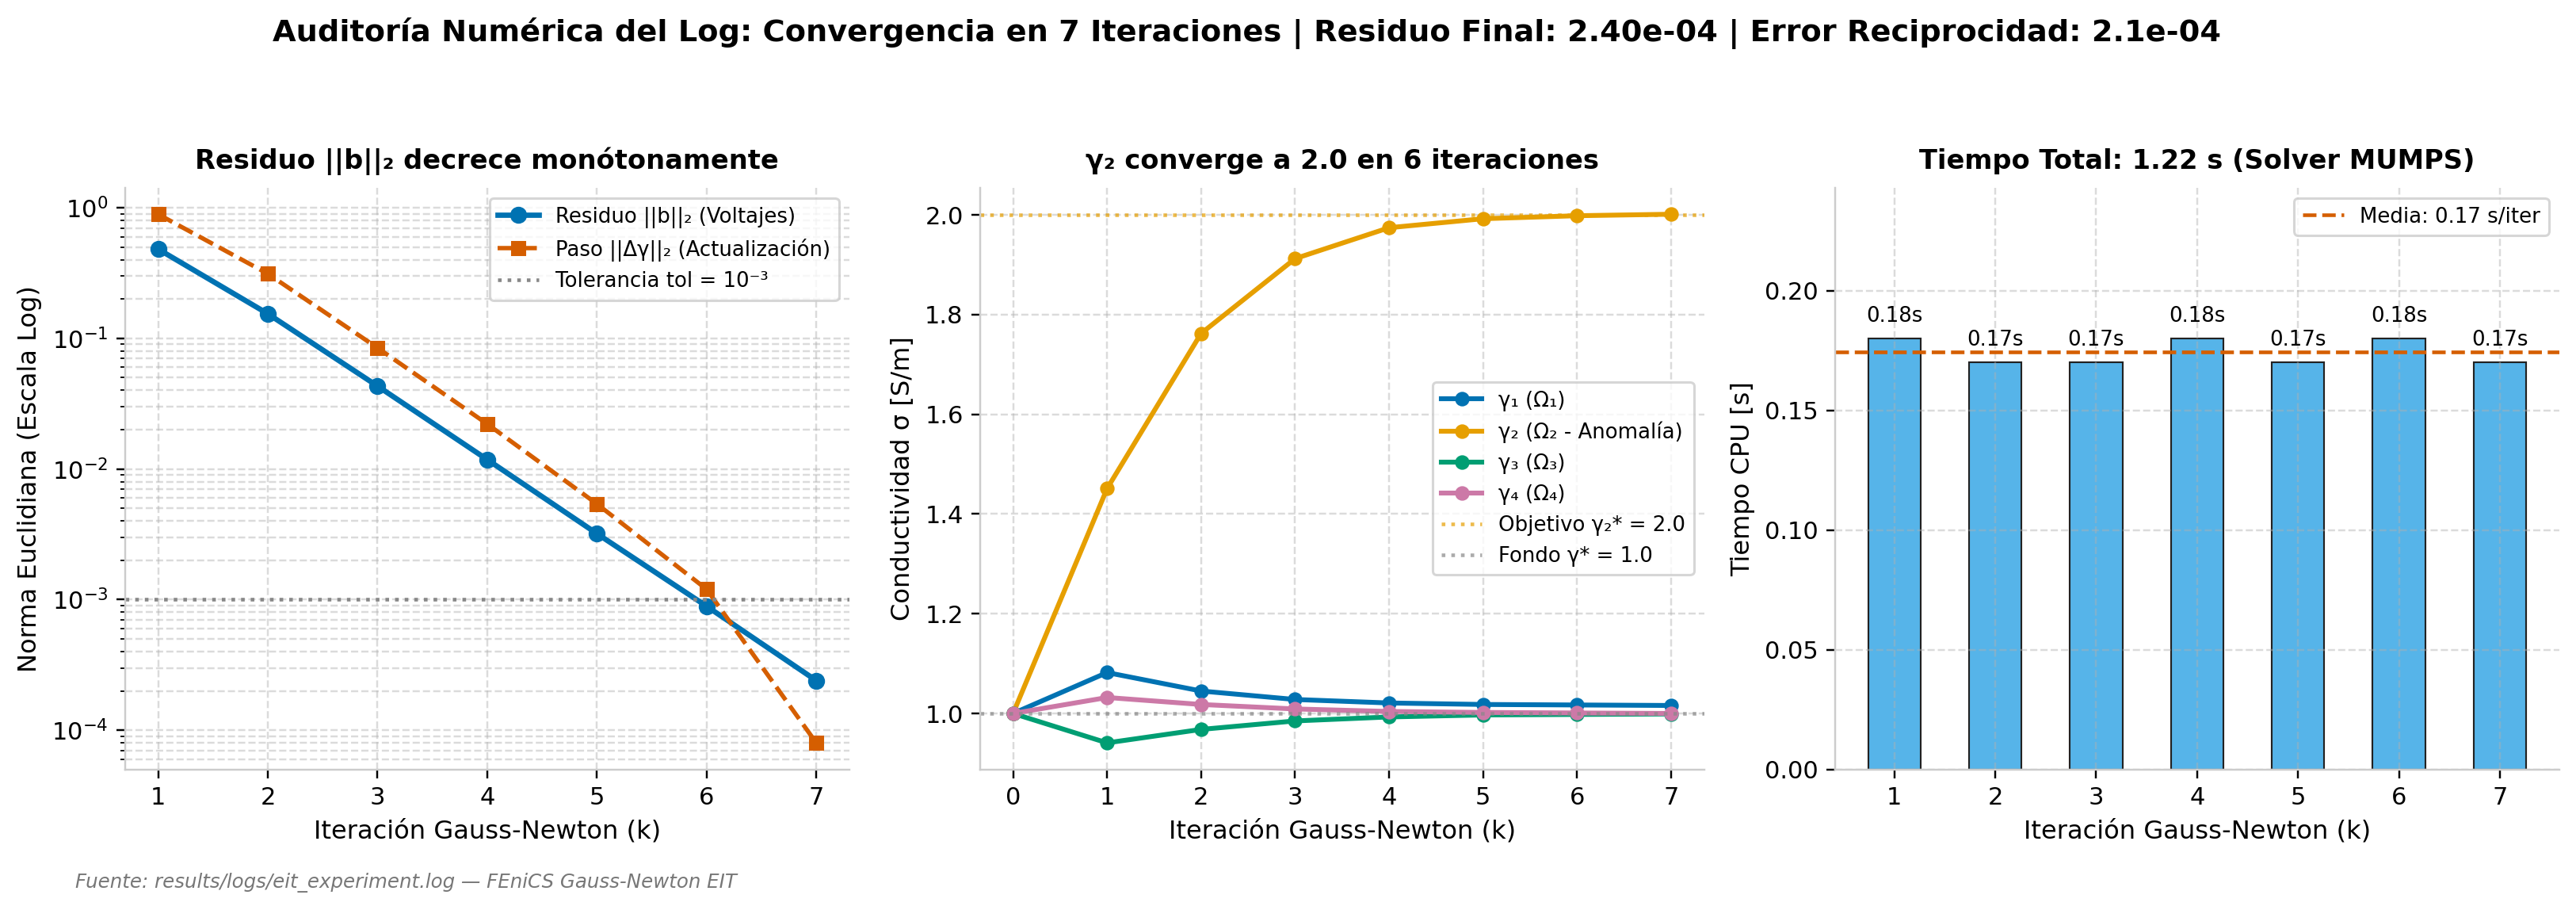 Auditoría Numérica del Log: Convergencia en 7 Iteraciones | Residuo Final: 2.40e-04 | Error Reciprocidad: 2.1e-04
Residuo ||b||₂ decrece monótonamente
10⁰
10⁻¹
10⁻²
10⁻³
10⁻⁴
Norma Euclidiana (Escala Log)
Residuo ||b||₂ (Voltajes)
Paso ||Δγ||₂ (Actualización)
Tolerancia tol = 10⁻³
1 2 3 4 5 6 7
Iteración Gauss-Newton (k)
γ₂ converge a 2.0 en 6 iteraciones
2.0
1.8
1.6
1.4
1.2
1.0
Conductividad σ [S/m]
γ₁ (Ω₁)
γ₂ (Ω₂ - Anomalía)
γ₃ (Ω₃)
γ₄ (Ω₄)
Objetivo γ₂* = 2.0
Fondo γ* = 1.0
0 1 2 3 4 5 6 7
Iteración Gauss-Newton (k)
Tiempo Total: 1.22 s (Solver MUMPS)
Media: 0.17 s/iter
0.20
0.15
0.10
0.05
0.00
Tiempo CPU [s]
0.18s 0.17s 0.17s 0.18s 0.17s 0.18s 0.17s
1 2 3 4 5 6 7
Iteración Gauss-Newton (k)
Fuente: results/logs/eit_experiment.log — FEniCS Gauss-Newton EIT